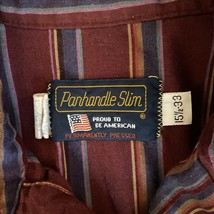 Panhandle Slim
®
PROUD TO
BE AMERICAN
PERMANENTLY PRESSED
15½-33